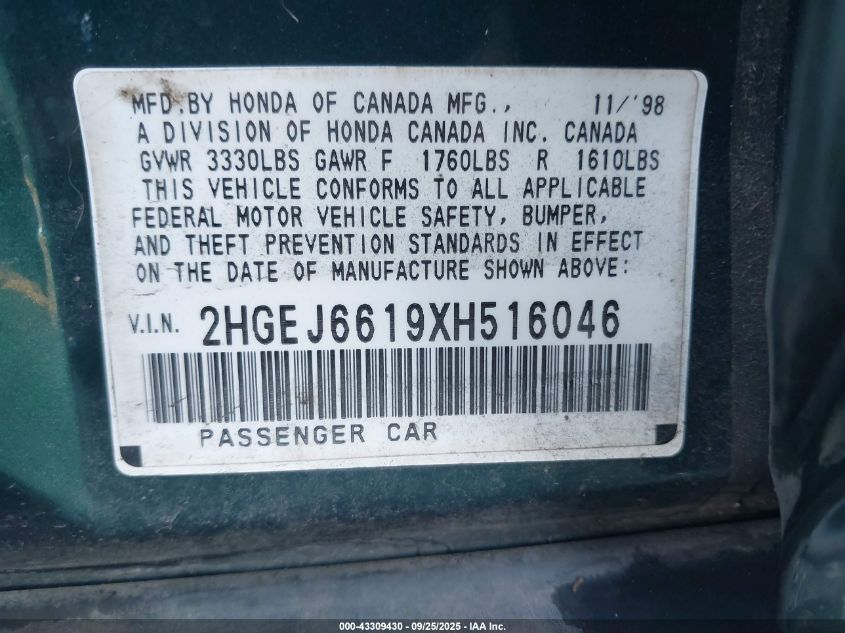 MFD.BY HONDA OF CANADA MFG., 11/'98
A DIVISION OF HONDA CANADA INC. CANADA
GVWR 3330LBS GAWR F 1760LBS R 1610LBS
THIS VEHICLE CONFORMS TO ALL APPLICABLE
FEDERAL MOTOR VEHICLE SAFETY, BUMPER,
AND THEFT PREVENTION STANDARDS IN EFFECT
ON THE DATE OF MANUFACTURE SHOWN ABOVE:
V.I.N. 2HGEJ6619XH516046
PASSENGER CAR
000-43309430 - 09/25/2025 - IAA Inc.